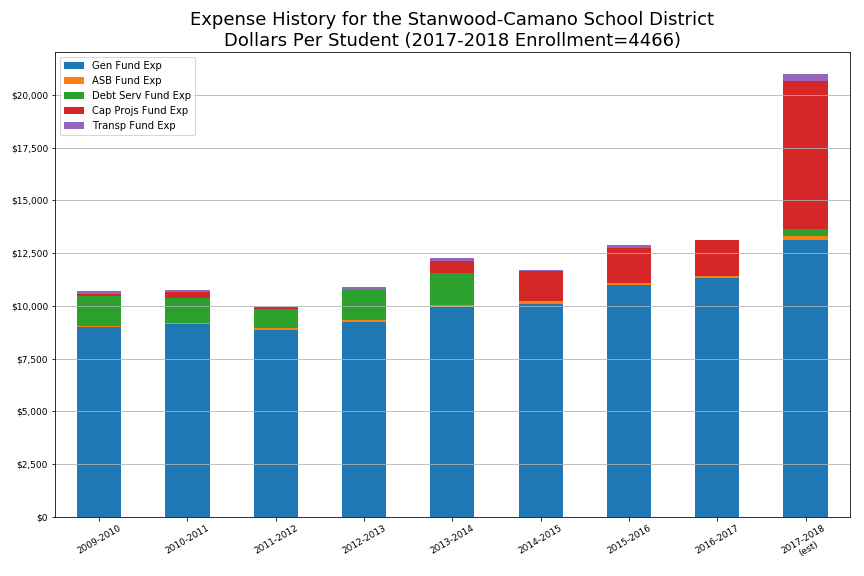 Expense History for the Stanwood-Camano School District
Dollars Per Student (2017-2018 Enrollment=4466)
Gen Fund Exp
ASB Fund Exp
Debt Serv Fund Exp
Cap Projs Fund Exp
Transp Fund Exp
$20,000
$17,500
$15,000
$12,500
$10,000
$7,500
$5,000
$2,500
$0
2009-2010
2010-2011
2011-2012
2012-2013
2013-2014
2014-2015
2015-2016
2016-2017
2017-2018
(est)